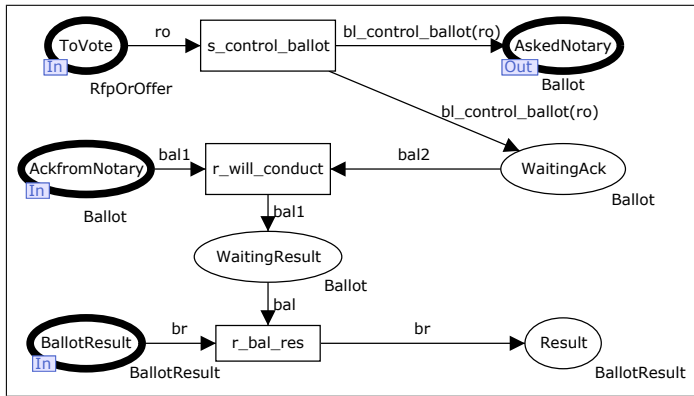 ToVote
In
RfpOrOffer
ro
s_control_ballot
bl_control_ballot(ro)
AskedNotary
Out
Ballot
bl_control_ballot(ro)
AckfromNotary
In
Ballot
bal1
r_will_conduct
bal2
WaitingAck
Ballot
bal1
WaitingResult
Ballot
bal
BallotResult
In
BallotResult
br
r_bal_res
br
Result
BallotResult